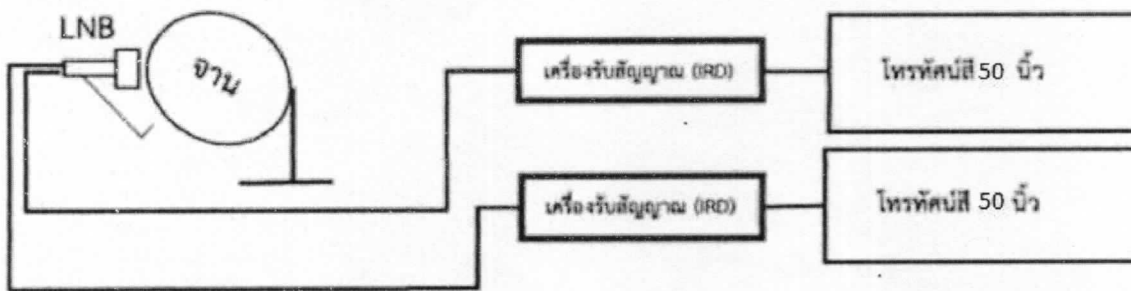 LNB
จาน
เครื่องรับสัญญาณ (IRD)
โทรทัศน์สี 50 นิ้ว
เครื่องรับสัญญาณ (IRD)
โทรทัศน์สี 50 นิ้ว